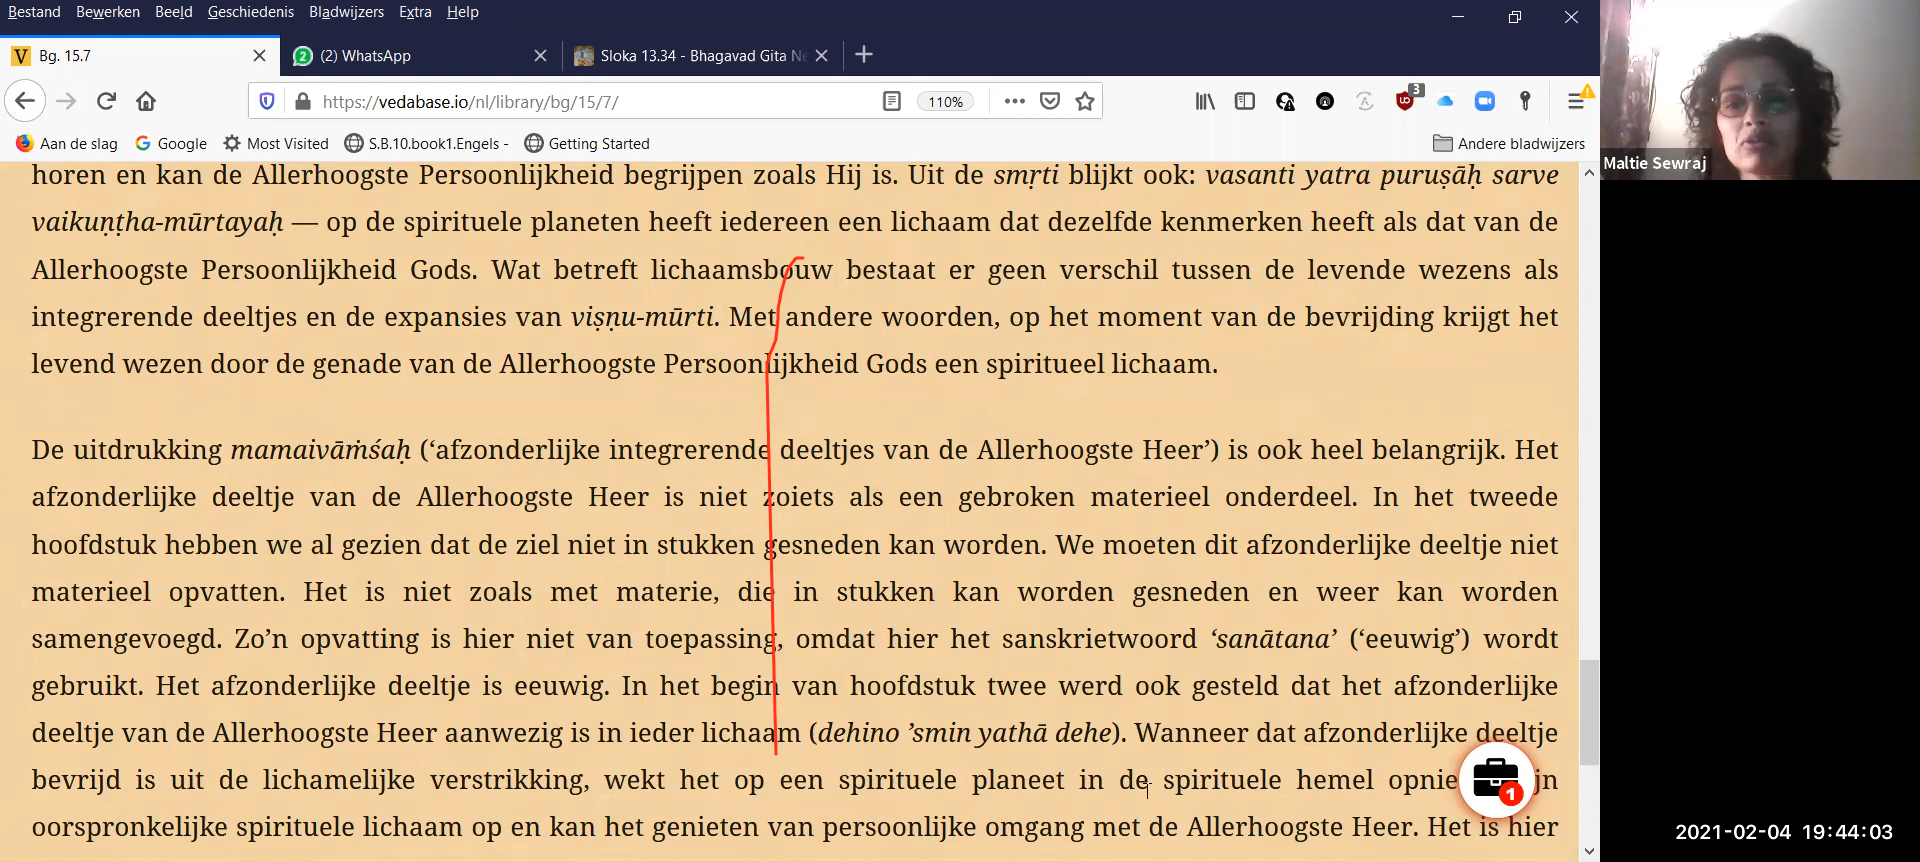 Bestand Bewerken Beeld Geschiedenis Bladwijzers Extra Help
Bg. 15.7
(2) WhatsApp
Sloka 13.34 - Bhagavad Gita
https://vedabase.io/nl/library/bg/15/7/
110%
3
Aan de slag Google Most Visited S.B.10.book1.Engels - Getting Started Andere bladwijzers
Maltie Sewraj
horen en kan de Allerhoogste Persoonlijkheid begrijpen zoals Hij is. Uit de smṛti blijkt ook: vasanti yatra puruṣāḥ sarve
vaikuṇṭha-mūrtayaḥ — op de spirituele planeten heeft iedereen een lichaam dat dezelfde kenmerken heeft als dat van de
Allerhoogste Persoonlijkheid Gods. Wat betreft lichaamsbouw bestaat er geen verschil tussen de levende wezens als
integrerende deeltjes en de expansies van viṣṇu-mūrti. Met andere woorden, op het moment van de bevrijding krijgt het
levend wezen door de genade van de Allerhoogste Persoonlijkheid Gods een spiritueel lichaam.
De uitdrukking mamaivāṁśaḥ (‘afzonderlijke integrerende deeltjes van de Allerhoogste Heer’) is ook heel belangrijk. Het
afzonderlijke deeltje van de Allerhoogste Heer is niet zoiets als een gebroken materieel onderdeel. In het tweede
hoofdstuk hebben we al gezien dat de ziel niet in stukken gesneden kan worden. We moeten dit afzonderlijke deeltje niet
materieel opvatten. Het is niet zoals met materie, die in stukken kan worden gesneden en weer kan worden
samengevoegd. Zo’n opvatting is hier niet van toepassing, omdat hier het sanskrietwoord ‘sanātana’ (‘eeuwig’) wordt
gebruikt. Het afzonderlijke deeltje is eeuwig. In het begin van hoofdstuk twee werd ook gesteld dat het afzonderlijke
deeltje van de Allerhoogste Heer aanwezig is in ieder lichaam (dehino ’smin yathā dehe). Wanneer dat afzonderlijke deeltje
bevrijd is uit de lichamelijke verstrikking, wekt het op een spirituele planeet in de spirituele hemel
oorspronkelijke spirituele lichaam op en kan het genieten van persoonlijke omgang met de Allerhoogste Heer. Het is hier
1
2021-02-04 19:44:03